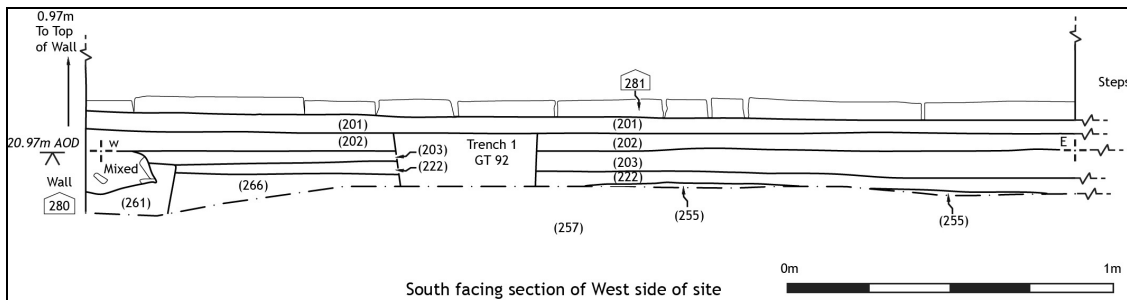 0.97m
To Top
of Wall
281
Steps
(201)
(201)
20.97m AOD
W
(202)
(203)
Trench 1
GT 92
(202)
E
Mixed
(222)
(203)
Wall
(266)
(222)
280
(261)
(255)
(255)
(257)
0m
1m
South facing section of West side of site